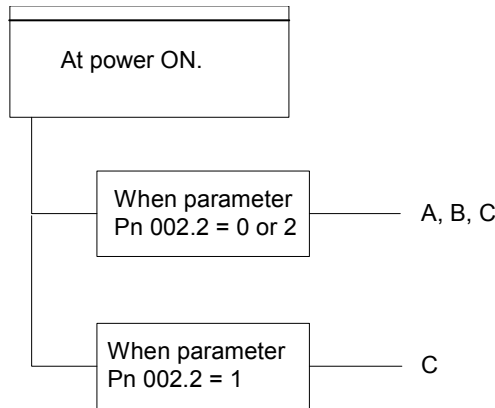 At power ON.
When parameter
Pn 002.2 = 0 or 2
A, B, C
When parameter
Pn 002.2 = 1
C